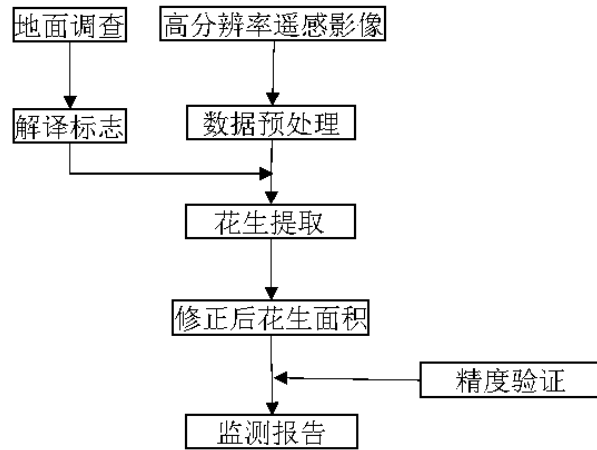 地面调查
高分辨率遥感影像
解译标志
数据预处理
花生提取
修正后花生面积
精度验证
监测报告